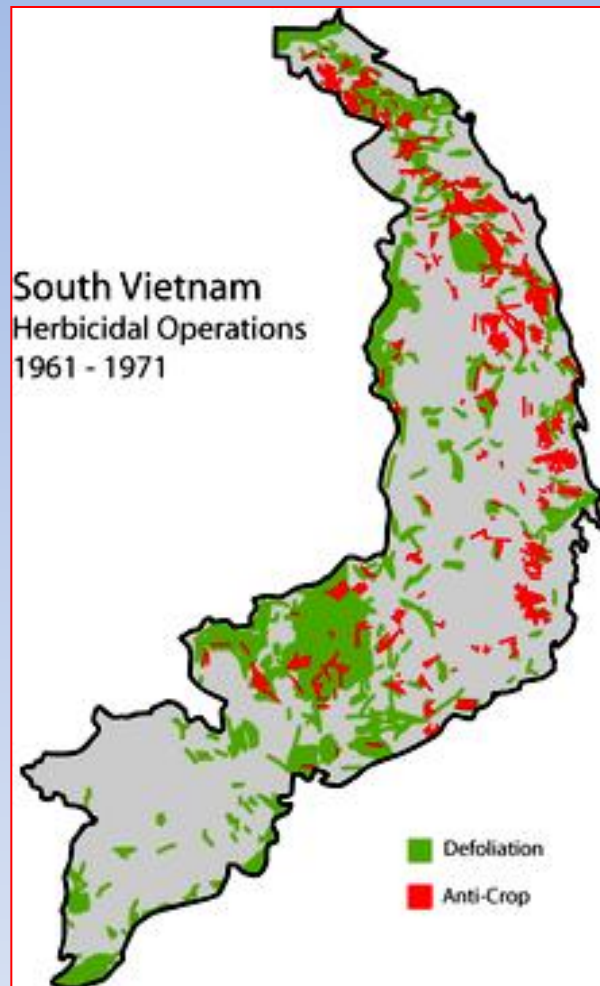 South Vietnam
Herbicidal Operations
1961 - 1971
Defoliation
Anti-Crop